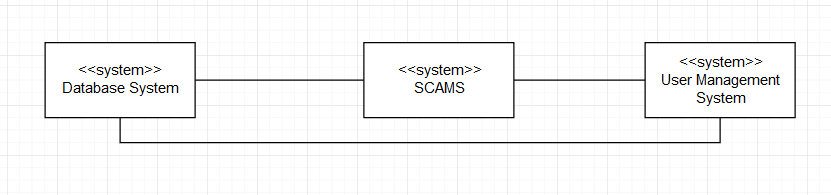 <<system>>
Database System
<<system>>
SCAMS
<<system>>
User Management
System